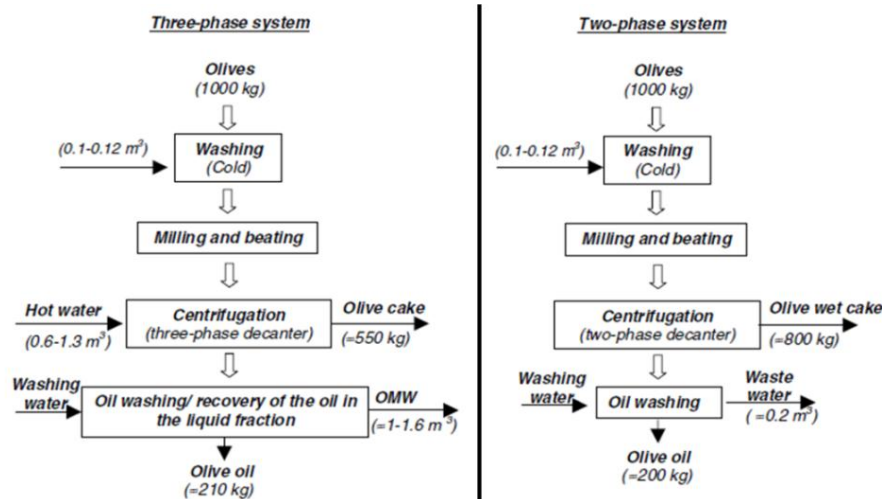 Three-phase system
Olives
(1000 kg)
(0.1-0.12 m³)
Washing
(Cold)
Milling and beating
Hot water
(0.6-1.3 m³)
Centrifugation
(three-phase decanter)
Olive cake
(=550 kg)
Washing
water
Oil washing/ recovery of the oil in
the liquid fraction
OMW
(=1-1.6 m³)
Olive oil
(=210 kg)
Two-phase system
Olives
(1000 kg)
(0.1-0.12 m³)
Washing
(Cold)
Milling and beating
Centrifugation
(two-phase decanter)
Olive wet cake
(=800 kg)
Washing
water
Oil washing
Waste
water
(=0.2 m³)
Olive oil
(=200 kg)